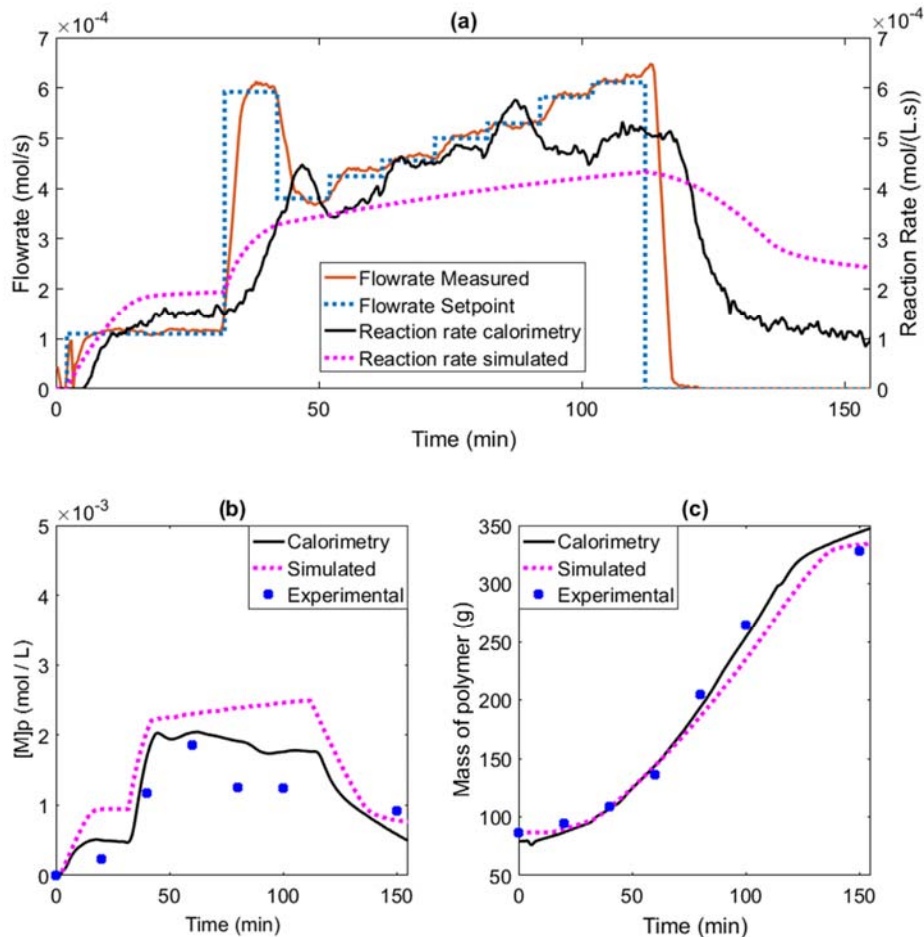 (a)
×10⁻⁴
×10⁻⁴
7
6
5
4
3
2
1
0
Flowrate (mol/s)
7
6
5
4
3
2
1
0
Reaction Rate (mol/(L.s))
Flowrate Measured
Flowrate Setpoint
Reaction rate calorimetry
Reaction rate simulated
0 50 100 150
Time (min)
(b)
×10⁻³
5
4
3
2
1
0
[M]p (mol / L)
Calorimetry
Simulated
Experimental
0 50 100 150
Time (min)
(c)
350
300
250
200
150
100
50
Mass of polymer (g)
Calorimetry
Simulated
Experimental
0 50 100 150
Time (min)